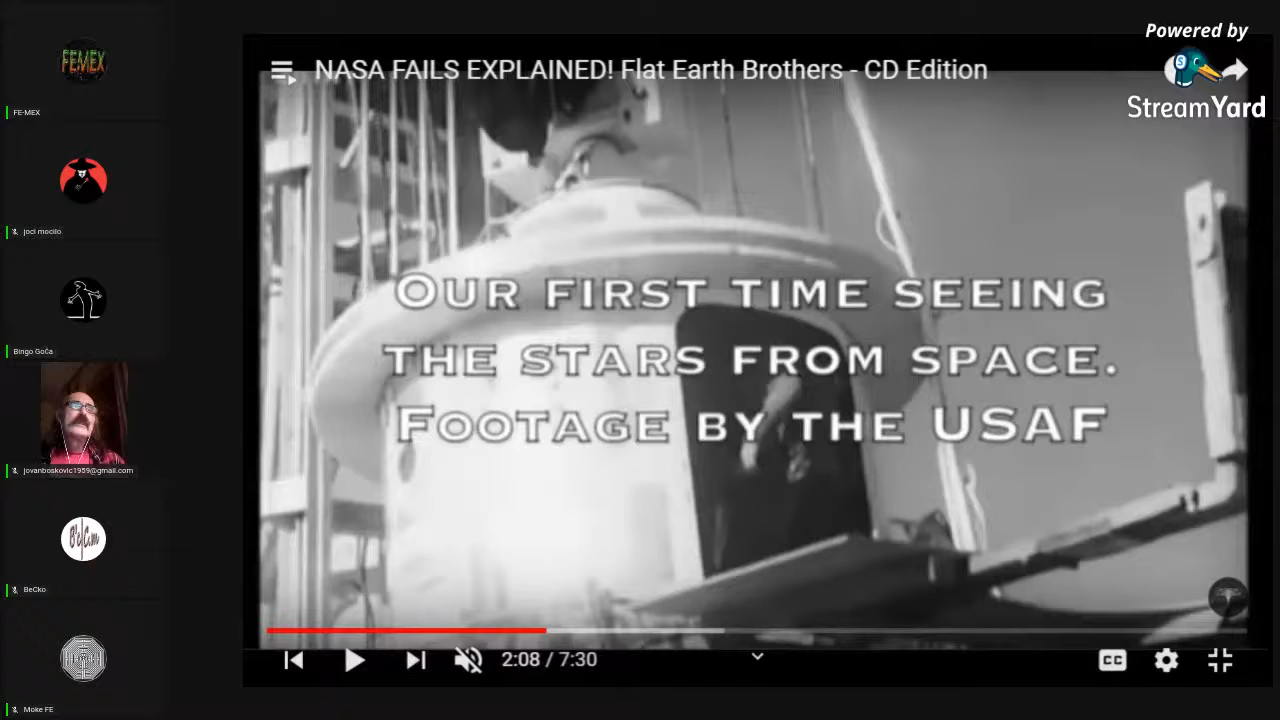 Powered by
StreamYard
NASA FAILS EXPLAINED! Flat Earth Brothers - CD Edition
FEMEX
FE-MEX
joci mocilo
Bingo Goča
jovanboskovic1959@gmail.com
BeCko
Moke FE
OUR FIRST TIME SEEING
THE STARS FROM SPACE.
FOOTAGE BY THE USAF
2:08 / 7:30
CC